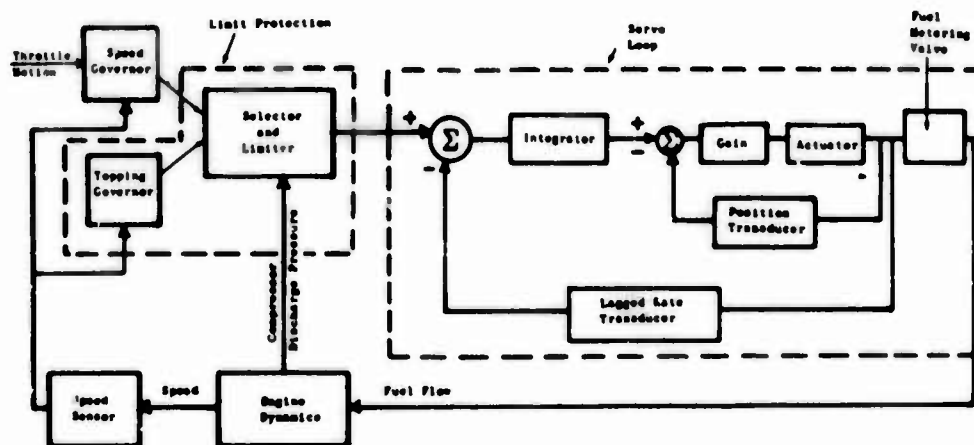 Limit Protection
Servo
Loop
Fuel
Metering
Valve
Throttle
Motion
Speed
Governor
Selector
and
Limiter
Topping
Governor
+
Σ
-
Integrator
+
-
Σ
Gain
Actuator
Position
Transducer
Lagged Rate
Transducer
Compressor
Discharge Pressure
Speed
Sensor
Speed
Engine
Dynamics
Fuel Flow